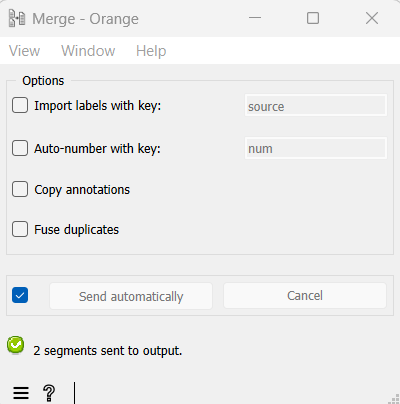 Merge - Orange
View Window Help
Options
Import labels with key: source
Auto-number with key: num
Copy annotations
Fuse duplicates
Send automatically Cancel
2 segments sent to output.
?